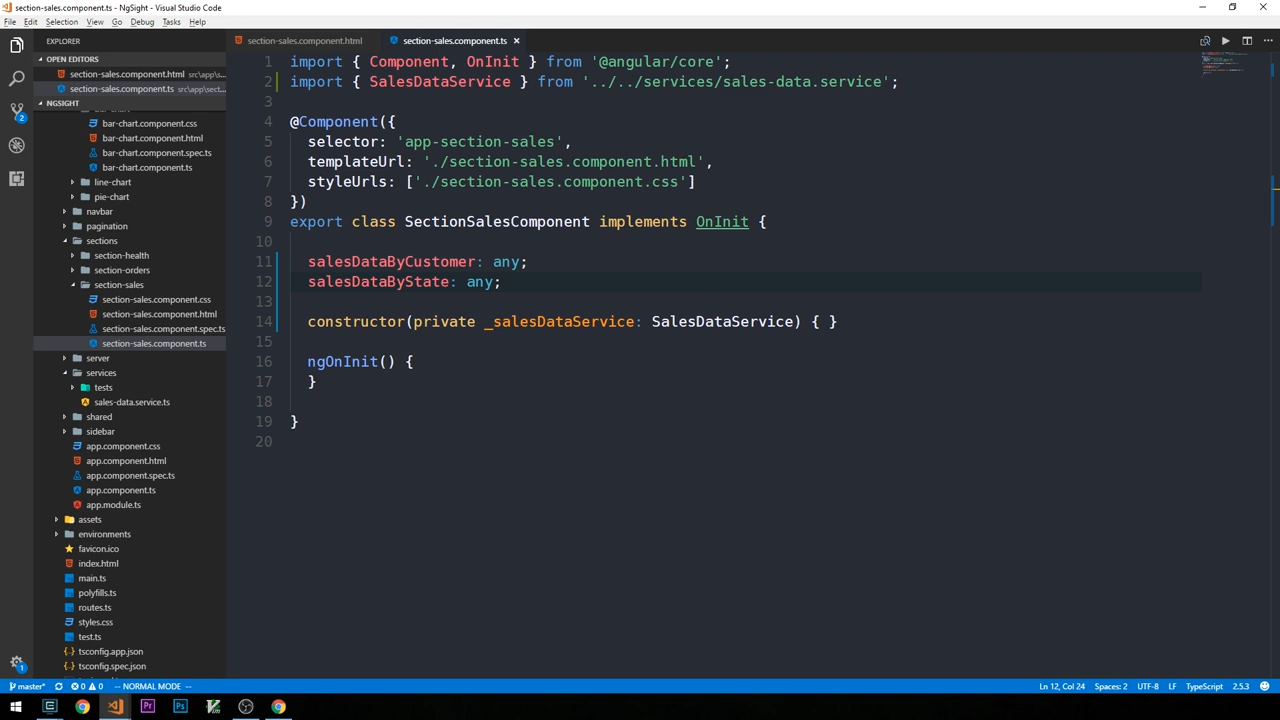 section-sales.component.ts - NgSight - Visual Studio Code
File Edit Selection View Go Debug Tasks Help
EXPLORER
OPEN EDITORS
section-sales.component.html src\app\s...
section-sales.component.ts src\app\sect...
NGSIGHT
bar-chart.component.css
bar-chart.component.html
bar-chart.component.spec.ts
bar-chart.component.ts
line-chart
pie-chart
navbar
pagination
sections
section-health
section-orders
section-sales
section-sales.component.css
section-sales.component.html
section-sales.component.spec.ts
section-sales.component.ts
server
services
tests
sales-data.service.ts
shared
sidebar
app.component.css
app.component.html
app.component.spec.ts
app.component.ts
app.module.ts
assets
environments
favicon.ico
index.html
main.ts
polyfills.ts
routes.ts
styles.css
test.ts
tsconfig.app.json
tsconfig.spec.json
2
1
section-sales.component.html section-sales.component.ts
1 import { Component, OnInit } from '@angular/core';
2 import { SalesDataService } from '../../services/sales-data.service';
3
4 @Component({
5 selector: 'app-section-sales',
6 templateUrl: './section-sales.component.html',
7 styleUrls: ['./section-sales.component.css']
8 })
9 export class SectionSalesComponent implements OnInit {
10
11 salesDataByCustomer: any;
12 salesDataByState: any;
13
14 constructor(private _salesDataService: SalesDataService) { }
15
16 ngOnInit() {
17 }
18
19 }
20
master* 0 0 -- NORMAL MODE -- Ln 12, Col 24 Spaces: 2 UTF-8 LF TypeScript 2.5.3
Pr Ps